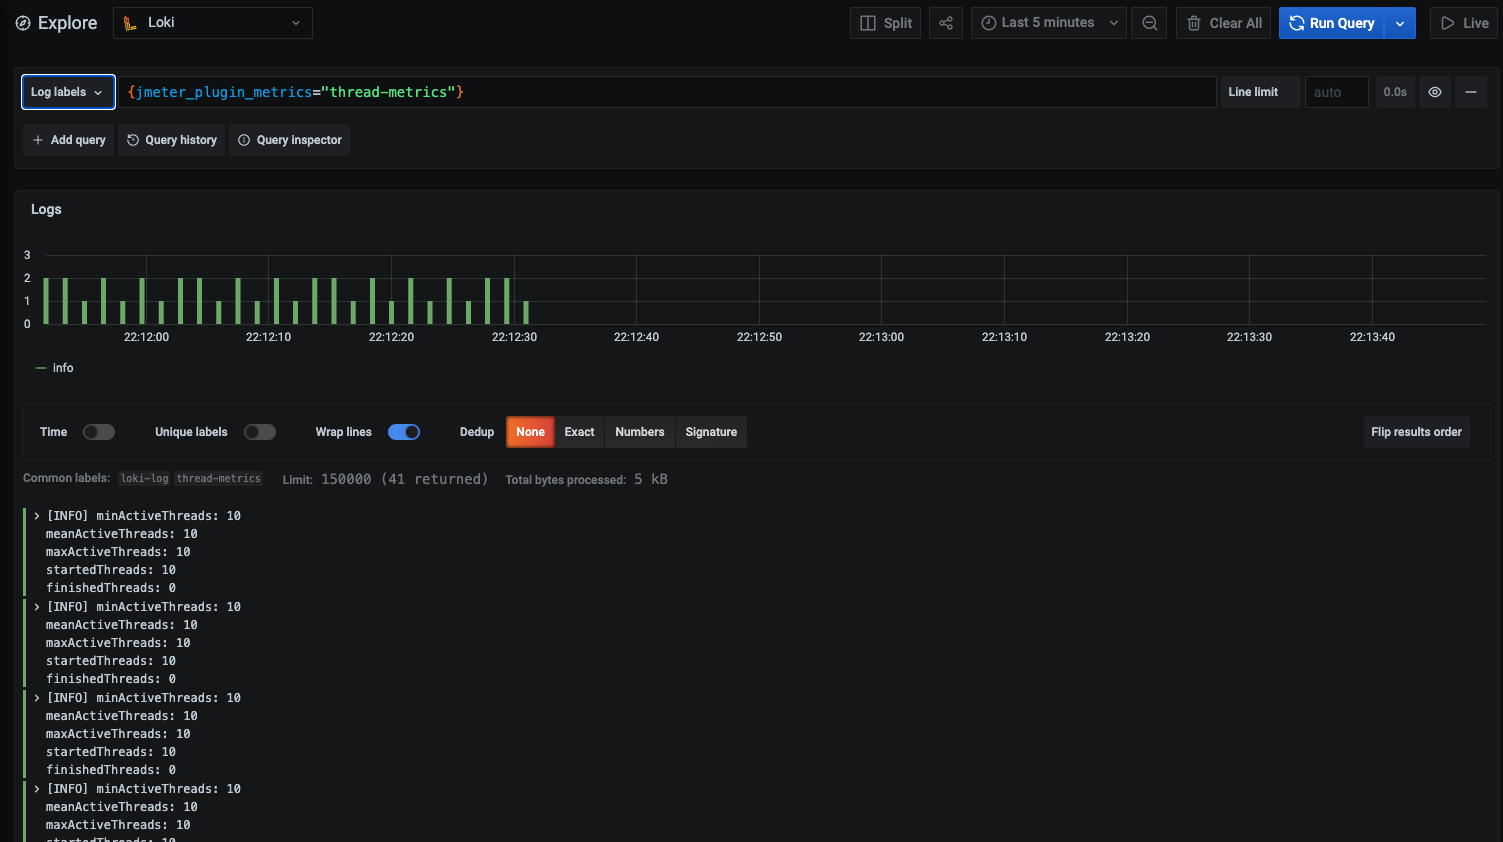 Explore Loki Split Last 5 minutes Clear All Run Query Live
Log labels {jmeter_plugin_metrics="thread-metrics"} Line limit auto 0.0s
Add query Query history Query inspector
Logs
3
2
1
0
22:12:00 22:12:10 22:12:20 22:12:30 22:12:40 22:12:50 22:13:00 22:13:10 22:13:20 22:13:30 22:13:40
info
Time Unique labels Wrap lines Dedup None Exact Numbers Signature Flip results order
Common labels: loki-log thread-metrics Limit: 150000 (41 returned) Total bytes processed: 5 kB
> [INFO] minActiveThreads: 10
meanActiveThreads: 10
maxActiveThreads: 10
startedThreads: 10
finishedThreads: 0
> [INFO] minActiveThreads: 10
meanActiveThreads: 10
maxActiveThreads: 10
startedThreads: 10
finishedThreads: 0
> [INFO] minActiveThreads: 10
meanActiveThreads: 10
maxActiveThreads: 10
startedThreads: 10
finishedThreads: 0
> [INFO] minActiveThreads: 10
meanActiveThreads: 10
maxActiveThreads: 10
startedThreads: 10